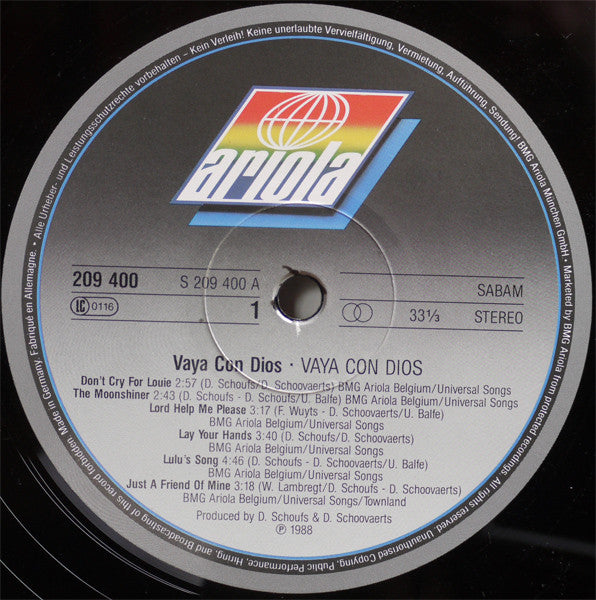 Alle Urheber- und Leistungsschutzrechte vorbehalten - Kein Verleih! Keine unerlaubte Vervielfältigung, Vermietung, Aufführung, Sendung! BMG Ariola München GmbH · Marketed by BMG Ariola
ariola
209 400 S 209 400 A
LC 0116 1
SABAM
33⅓ STEREO
Vaya Con Dios · VAYA CON DIOS
Don't Cry For Louie 2:57 (D. Schoufs/D. Schoovaerts) BMG Ariola Belgium/Universal Songs
The Moonshiner 2:43 (D. Schoufs - D. Schoufs/U. Balfe) BMG Ariola Belgium/Universal Songs
Lord Help Me Please 3:17 (F. Wuyts - D. Schoovaerts/U. Balfe)
BMG Ariola Belgium/Universal Songs
Lay Your Hands 3:40 (D. Schoufs - D. Schoovaerts)
BMG Ariola Belgium/Universal Songs
Lulu's Song 4:46 (D. Schoufs - D. Schoovaerts/U. Balfe)
BMG Ariola Belgium/Universal Songs
Just A Friend Of Mine 3:18 (W. Lambregt/D. Schoufs - D. Schoovaerts)
BMG Ariola Belgium/Universal Songs/Townland
Produced by D. Schoufs & D. Schoovaerts
℗ 1988
from protected recordings. All rights reserved. Unauthorised Copying, Public Performance, Hiring, and Broadcasting of this record forbidden. Made in Germany. Fabriqué en Allemagne. ·